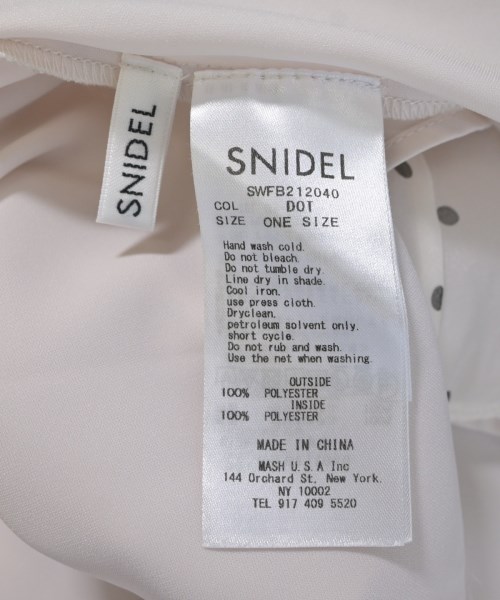 SNIDEL
SNIDEL
SWFB212040
COL DOT
SIZE ONE SIZE
Hand wash cold.
Do not bleach.
Do not tumble dry.
Line dry in shade.
Cool iron.
use press cloth.
Dryclean,
petroleum solvent only.
short cycle.
Do not rub and wash.
Use the net when washing.
OUTSIDE
100% POLYESTER
INSIDE
100% POLYESTER
MADE IN CHINA
MASH U.S.A Inc
144 Orchard St. New York.
NY 10002
TEL 917 409 5520